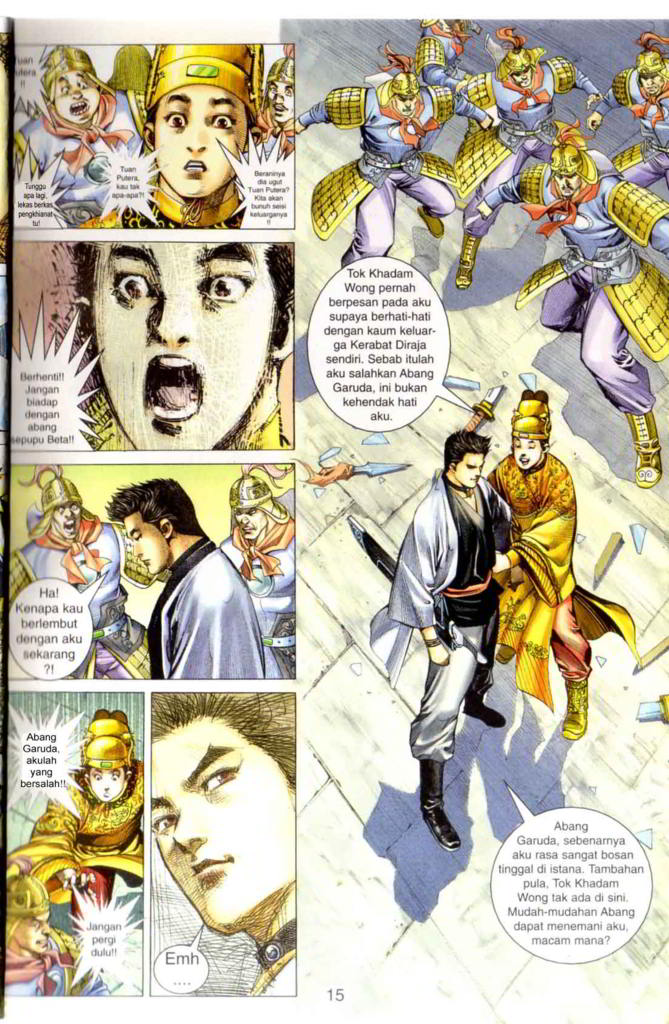 Tuan
Putera
!!
Tunggu
apa lagi,
lekas berkas
pengkhianat
tu!
Tuan
Putera,
kau tak
apa-apa?!
Beraninya
dia ugut
Tuan Putera?
Kita akan
bunuh seisi
keluarganya
!!
Berhenti!!
Jangan
biadap
dengan
abang
sepupu Beta!!
Ha!
Kenapa kau
berlembut
dengan aku
sekarang
?!
Abang
Garuda,
akulah
yang
bersalah!!
Jangan
pergi
dulu!!
Emh
....
Tok Khadam
Wong pernah
berpesan pada aku
supaya berhati-hati
dengan kaum keluar-
ga Kerabat Diraja
sendiri. Sebab itulah
aku salahkan Abang
Garuda, ini bukan
kehendak hati
aku.
Abang
Garuda, sebenarnya
aku rasa sangat bosan
tinggal di istana. Tambahan
pula, Tok Khadam
Wong tak ada di sini.
Mudah-mudahan Abang
dapat menemani aku,
macam mana?
15